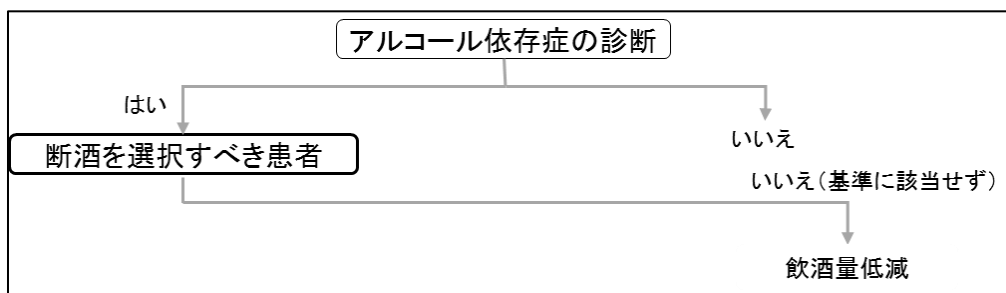 アルコール依存症の診断
はい
断酒を選択すべき患者
いいえ
いいえ（基準に該当せず）
飲酒量低減